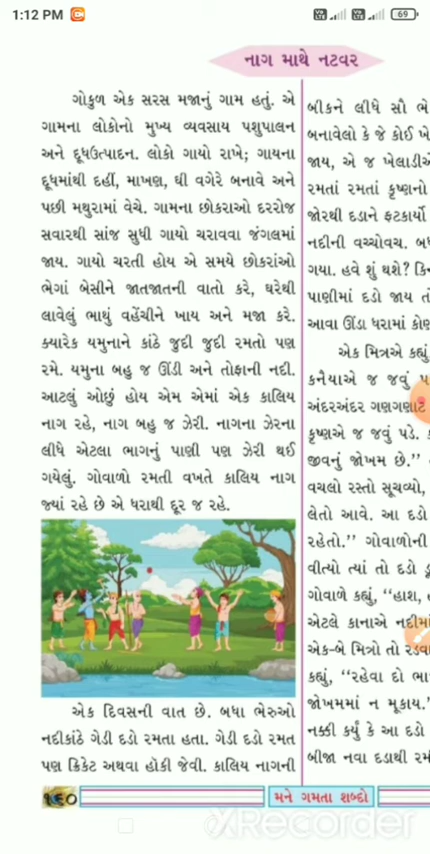 1:12 PM
69
નાગ માથે નટવર
ગોકુળ એક સરસ મજાનું ગામ હતું. એ
ગામના લોકોનો મુખ્ય વ્યવસાય પશુપાલન
અને દૂધઉત્પાદન. લોકો ગાયો રાખે; ગાયના
દૂધમાંથી દહીં, માખણ, ઘી વગેરે બનાવે અને
પછી મથુરામાં વેચે. ગામના છોકરાઓ દરરોજ
સવારથી સાંજ સુધી ગાયો ચરાવવા જંગલમાં
જાય. ગાયો ચરતી હોય એ સમયે છોકરાંઓ
ભેગાં બેસીને જાતજાતની વાતો કરે, ઘરેથી
લાવેલું ભાથું વહેંચીને ખાય અને મજા કરે.
ક્યારેક યમુનાને કાંઠે જુદી જુદી રમતો પણ
રમે. યમુના બહુ જ ઊંડી અને તોફાની નદી.
આટલું ઓછું હોય એમ એમાં એક કાલિય
નાગ રહે, નાગ બહુ જ ઝેરી. નાગના ઝેરના
લીધે એટલા ભાગનું પાણી પણ ઝેરી થઈ
ગયેલું. ગોવાળો રમતી વખતે કાલિય નાગ
જ્યાં રહે છે એ ધરાથી દૂર જ રહે.
એક દિવસની વાત છે. બધા ભેરુઓ
નદીકાંઠે ગેડી દડો રમતા હતા. ગેડી દડો રમત
પણ ક્રિકેટ અથવા હોકી જેવી. કાલિય નાગની
બીકને લીધે સૌ
બનાવેલો કે જે કોઈ
જાય, એ જ
રમતાં રમતાં કૃષ્ણનો
જોરથી દડાને ફટકાર્યો
નદીની વચ્ચોવચ.
ગયા. હવે શું થશે?
પાણીમાં દડો જાય
આવા ઊંડા ધરામાં
એક મિત્રએ કહ્યું
કનૈયાએ જ જવું
અંદરઅંદર
કૃષ્ણએ જ જવું પડે.
જીવનું જોખમ છે.''
વચલો રસ્તો સૂચવ્યો,
લેતો આવે. આ દડો
રહેતો.'' ગોવાળોની
વીત્યો ત્યાં તો દડો
ગોવાળે કહ્યું, ''હાશ,
એટલે કાનાએ
એક-બે મિત્રો તો
કહ્યું, ''રહેવા દો
જોખમમાં ન મૂકાય.''
નક્કી કર્યું કે આ દડો
બીજા નવા દડાથી
મને ગમતા શબ્દો
XRecorder